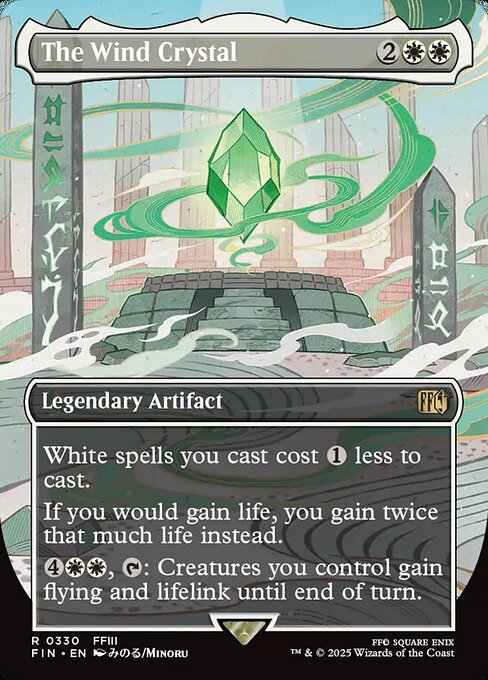 The Wind Crystal 2
Legendary Artifact
White spells you cast cost 1 less to
cast.
If you would gain life, you gain twice
that much life instead.
4, : Creatures you control gain
flying and lifelink until end of turn.
R 0330 FFIII
FIN • EN みのる/Minoru
FF® SQUARE ENIX
™ & © 2025 Wizards of the Coast